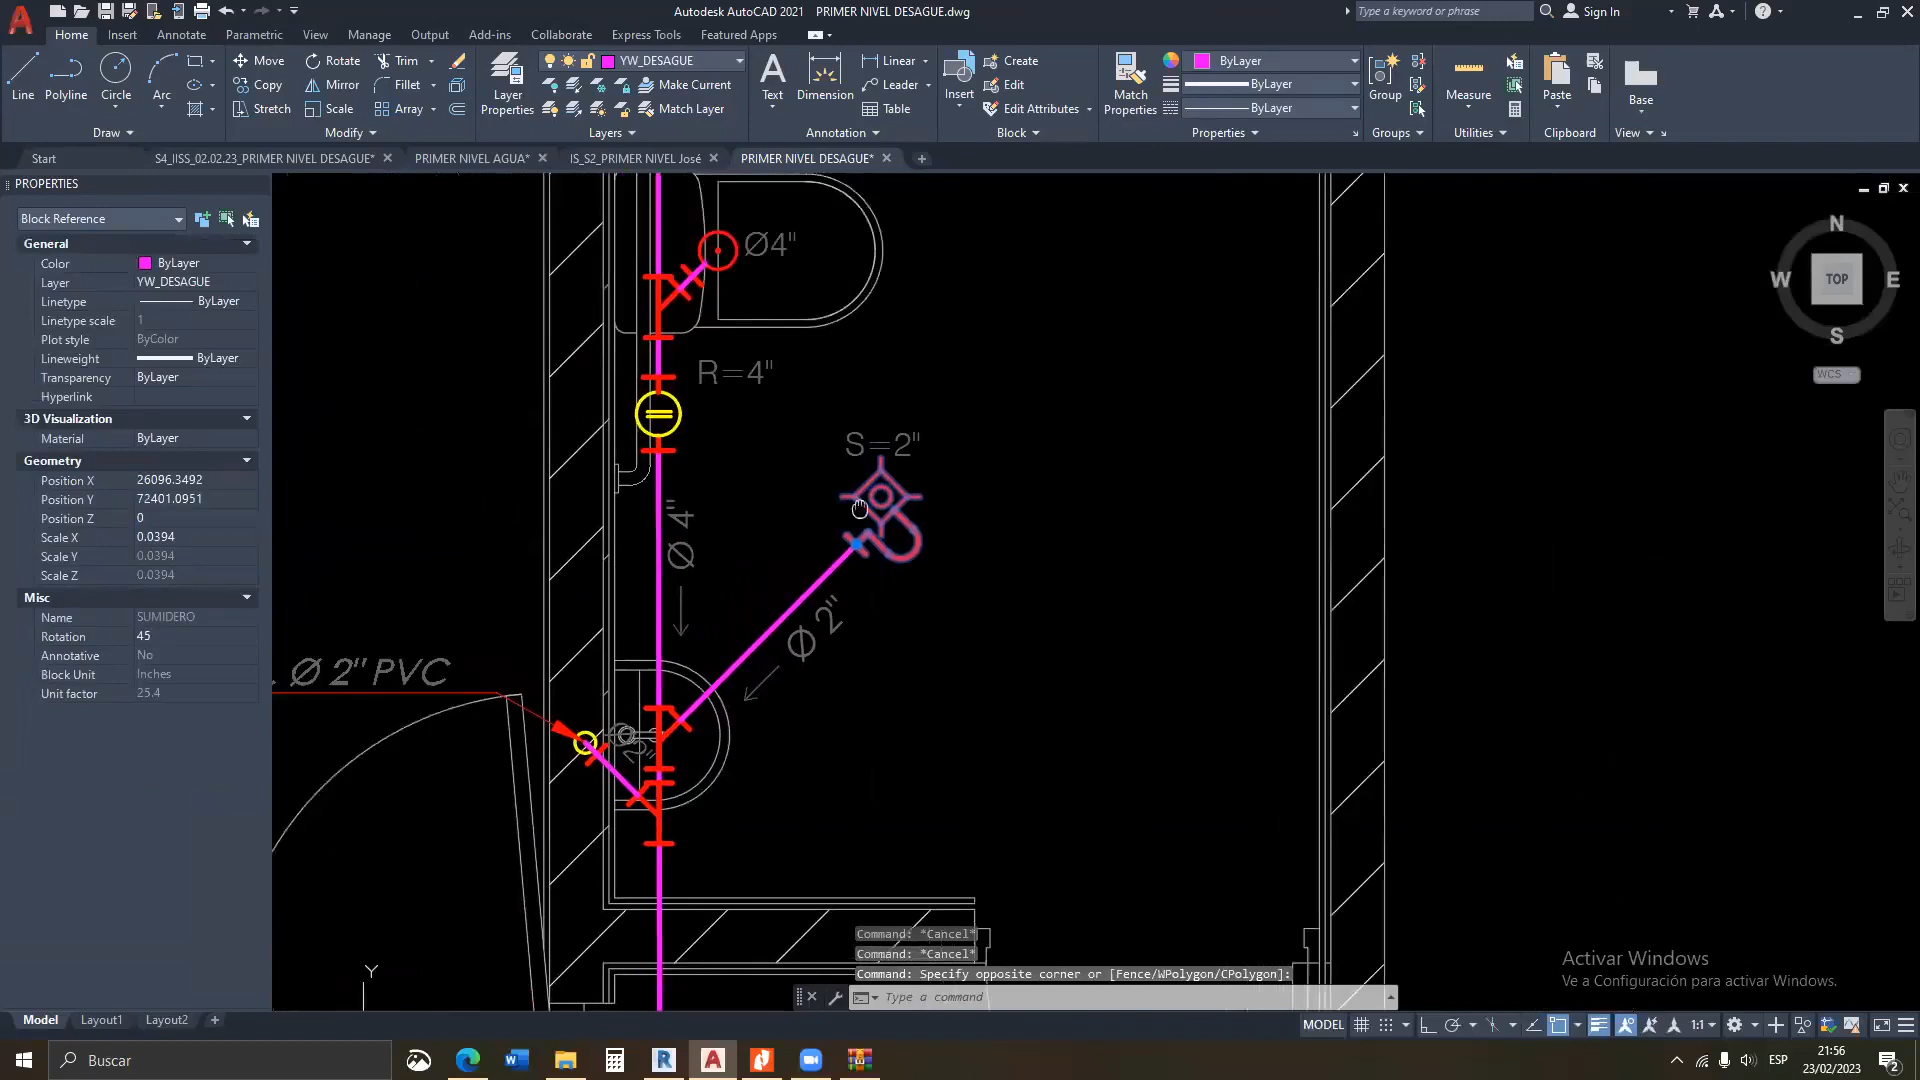 Autodesk AutoCAD 2021 PRIMER NIVEL DESAGUE.dwg
Type a keyword or phrase
Sign In
Home Insert Annotate Parametric View Manage Output Add-ins Collaborate Express Tools Featured Apps
Line Polyline Circle Arc
Move Rotate Trim
Copy Mirror Fillet
Stretch Scale Array
Layer Properties
YW_DESAGUE
Make Current
Match Layer
Text Dimension
Linear
Leader
Table
Insert
Create
Edit
Edit Attributes
Match Properties
ByLayer
ByLayer
ByLayer
Group
Measure
Paste
Base
Draw Modify Layers Annotation Block Properties Groups Utilities Clipboard View
Start S4_IISS_02.02.23_PRIMER NIVEL DESAGUE* PRIMER NIVEL AGUA* IS_S2_PRIMER NIVEL José PRIMER NIVEL DESAGUE*
PROPERTIES
Block Reference
General
Color ByLayer
Layer YW_DESAGUE
Linetype ByLayer
Linetype scale 1
Plot style ByColor
Lineweight ByLayer
Transparency ByLayer
Hyperlink
3D Visualization
Material ByLayer
Geometry
Position X 26096.3492
Position Y 72401.0951
Position Z 0
Scale X 0.0394
Scale Y 0.0394
Scale Z 0.0394
Misc
Name SUMIDERO
Rotation 45
Annotative No
Block Unit Inches
Unit factor 25.4
Ø4"
R=4"
S=2"
Ø 4"
Ø 2"
Ø 2" PVC
N
W TOP E
S
WCS
Y
Command: *Cancel*
Command: *Cancel*
Command: Specify opposite corner or [Fence/WPolygon/CPolygon]:
Type a command
Activar Windows
Ve a Configuración para activar Windows.
Model Layout1 Layout2
MODEL
1:1
Buscar
ESP
21:56
23/02/2023
2